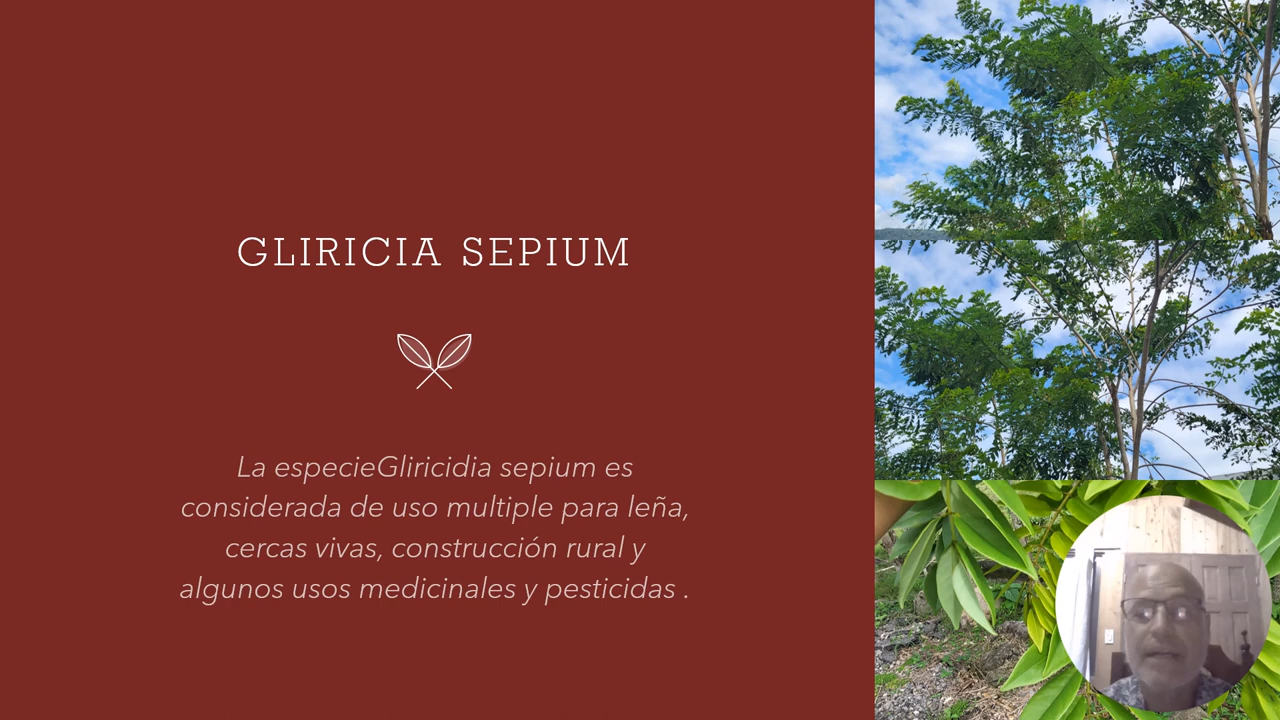 GLIRICIA SEPIUM
La especieGliricidia sepium es
considerada de uso multiple para leña,
cercas vivas, construcción rural y
algunos usos medicinales y pesticidas .